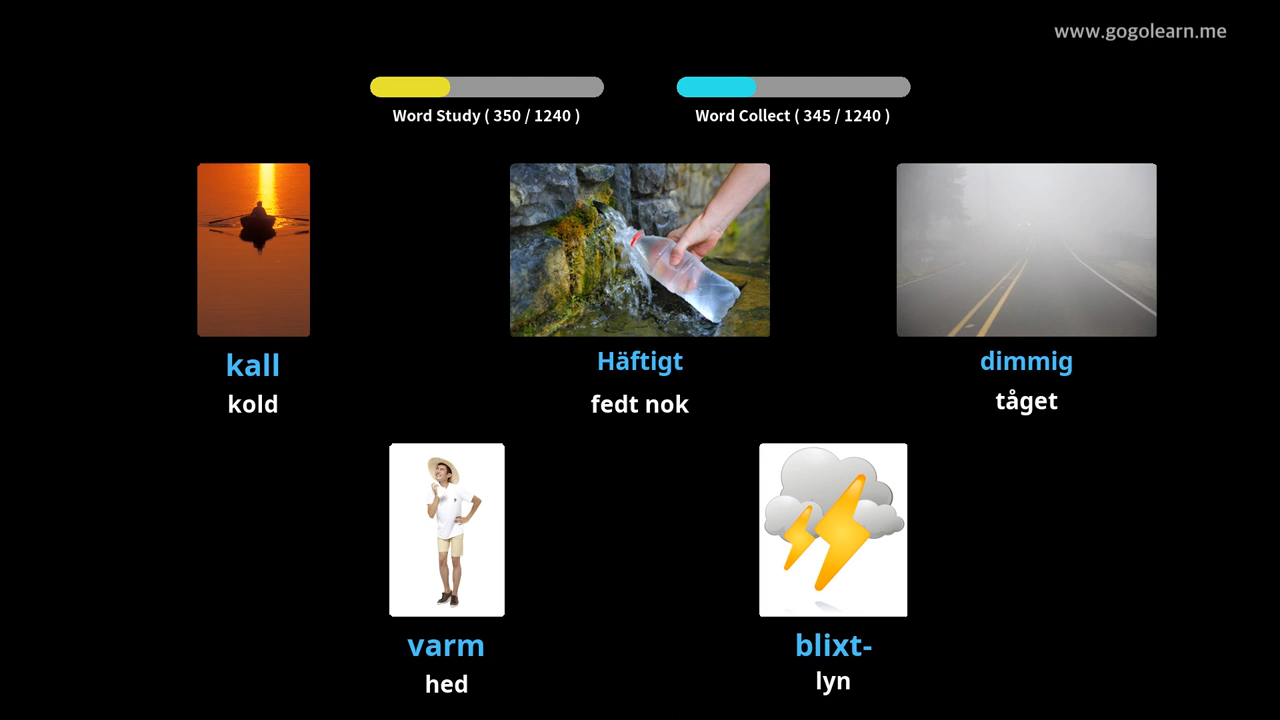 www.gogolearn.me
Word Study ( 350 / 1240 )
Word Collect ( 345 / 1240 )
kall
kold
Häftigt
fedt nok
dimmig
tåget
varm
hed
blixt-
lyn